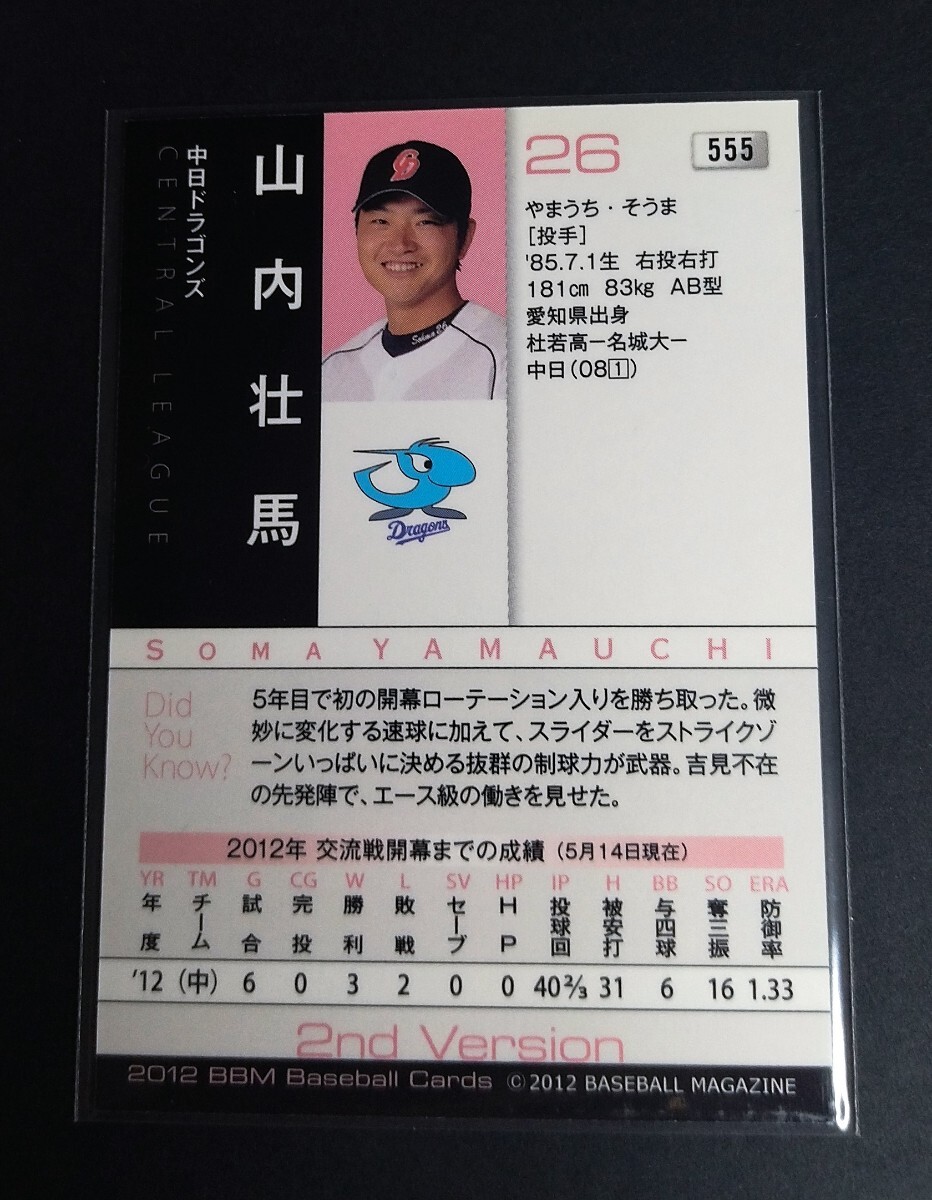 中日ドラゴンズ
CENTRAL LEAGUE
山内壮馬
26
555
やまうち・そうま
[投手]
'85.7.1生 右投右打
181cm 83kg AB型
愛知県出身
杜若高ー名城大ー
中日(081)
Soma 26
Dragons
SOMA YAMAUCHI
Did
You
Know?
5年目で初の開幕ローテーション入りを勝ち取った。微
妙に変化する速球に加えて、スライダーをストライクゾ
ーンいっぱいに決める抜群の制球力が武器。吉見不在
の先発陣で、エース級の働きを見せた。
2012年 交流戦開幕までの成績(5月14日現在)
YR TM G CG W L SV HP IP H BB SO ERA
年度 チーム 試合 完投 勝利 敗戦 セーブ HP 投球回 被安打 与四球 奪三振 防御率
'12 (中) 6 0 3 2 0 0 40⅔ 31 6 16 1.33
2nd Version
2012 BBM Baseball Cards © 2012 BASEBALL MAGAZINE